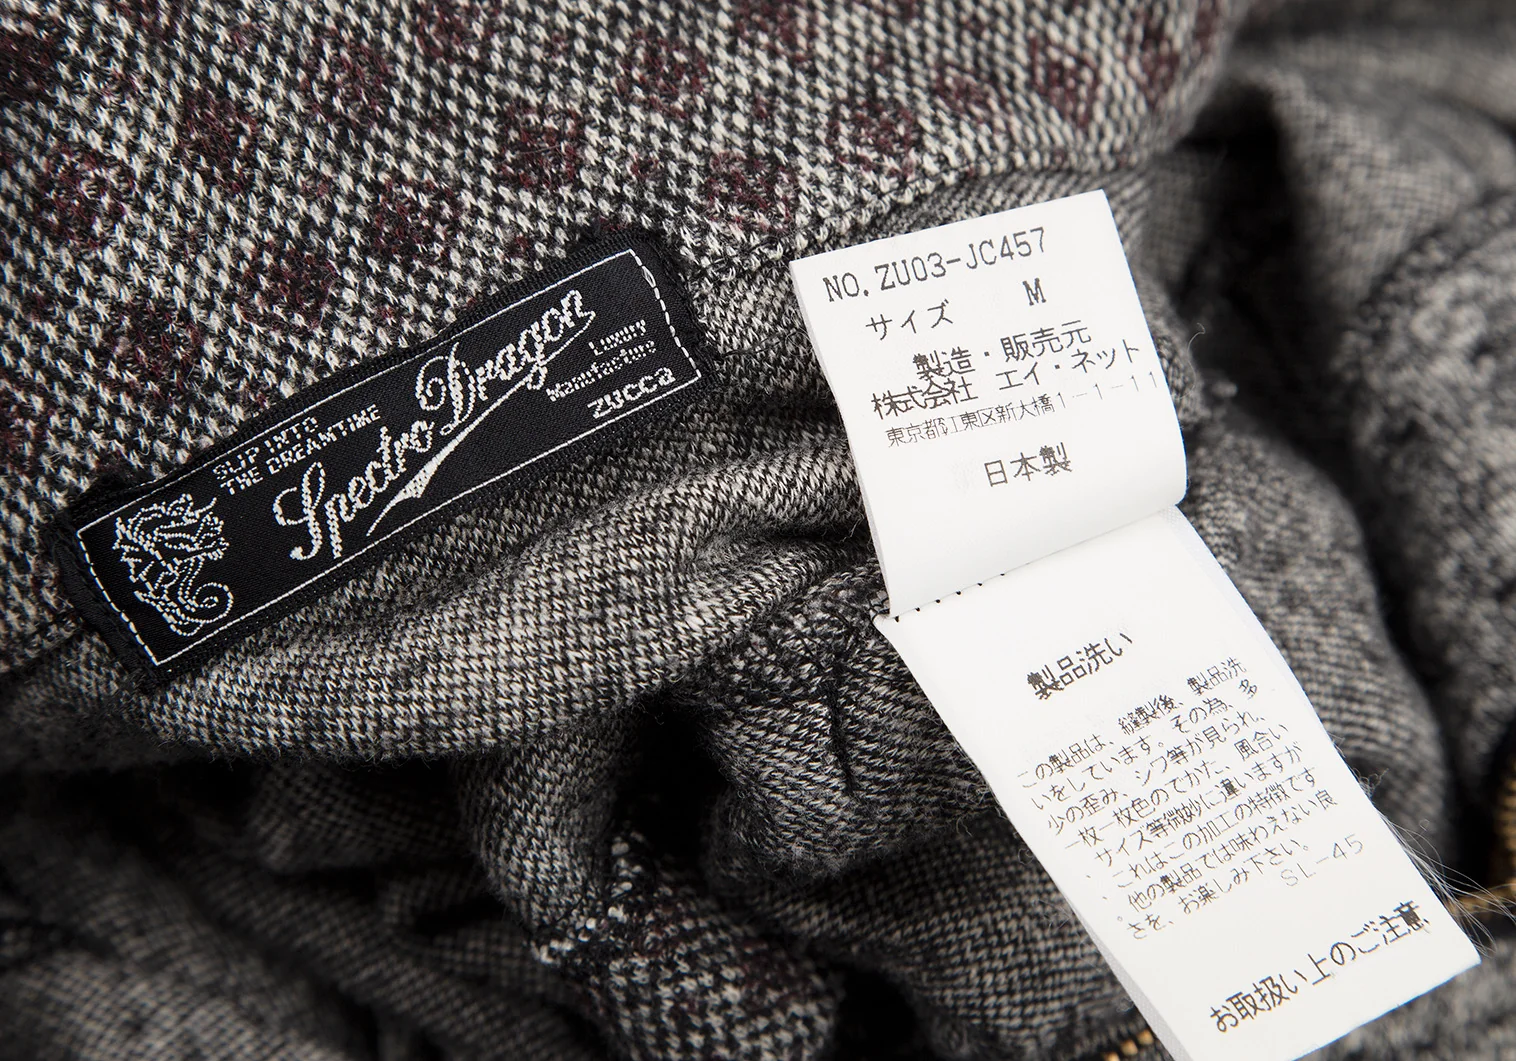 SLIP INTO
THE DREAMTIME
Spectro Dragon
Luxury
Manufacture
ZUCCa
NO. ZU03-JC457
サイズ M
製造・販売元
株式会社 エイ・ネット
東京都江東区新大橋1-1-11
日本製
製品洗い
この製品は、縫製後、製品洗
いをしています。その為、多
少の歪み、シワ等が見られ、
一枚一枚色のでかた、風合い
サイズ等微妙に違いますが
、これはこの加工の特徴です
。他の製品では味わえない良
さを、お楽しみ下さい。
SL-45
お取扱い上のご注意